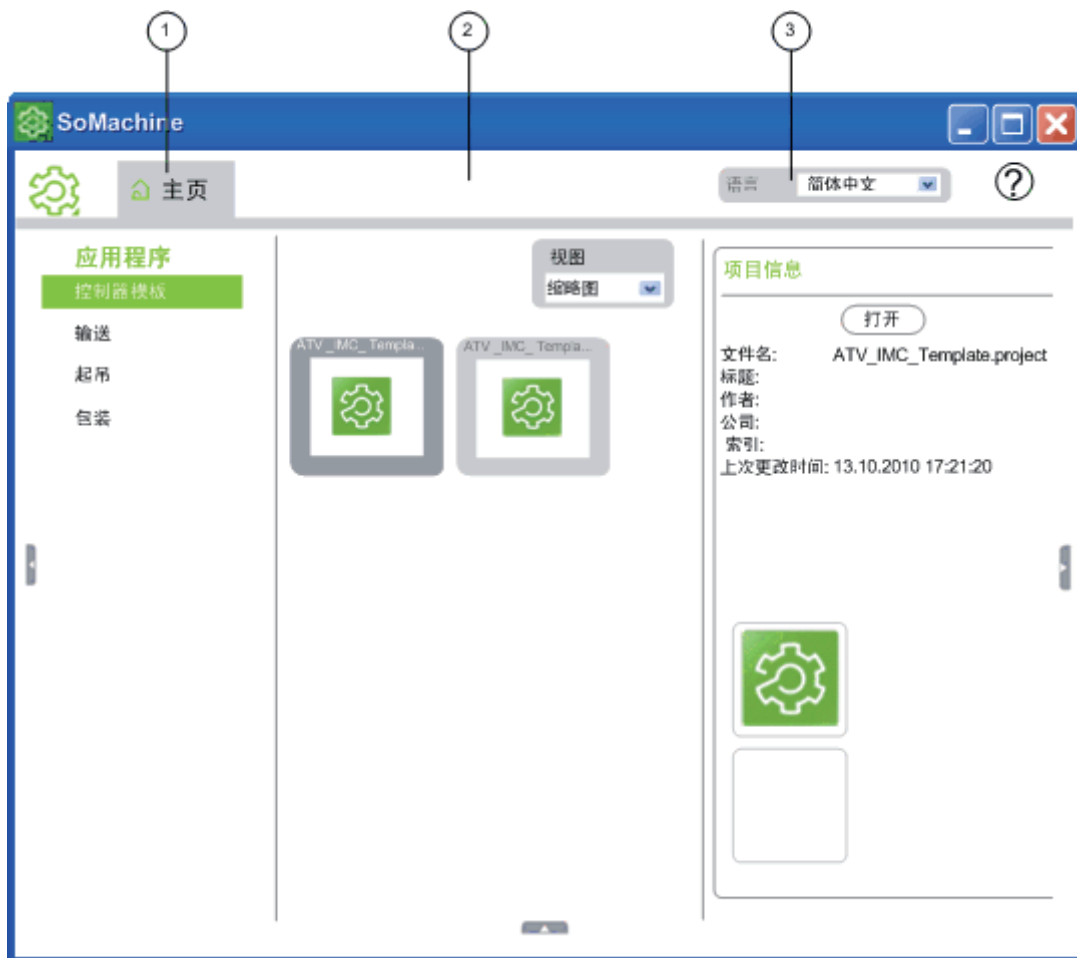 1
2
3
SoMachine
主页
语言
简体中文
?
应用程序
控制器模板
输送
起吊
包装
视图
缩略图
ATV_IMC_Templa...
ATV_IMC_Templa...
项目信息
打开
文件名: ATV_IMC_Template.project
标题:
作者:
公司:
索引:
上次更改时间: 13.10.2010 17:21:20